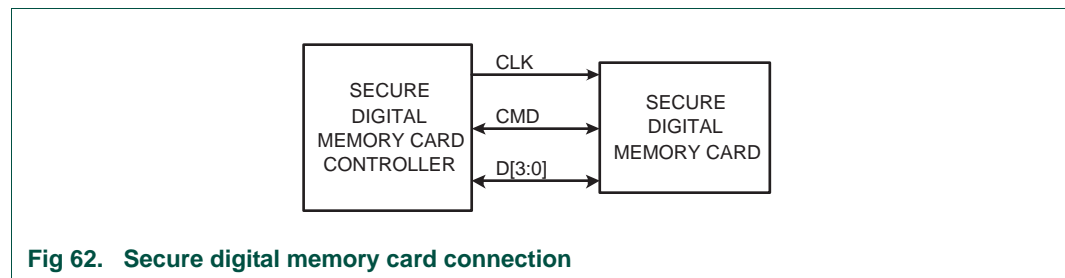 SECURE
DIGITAL
MEMORY CARD
CONTROLLER
CLK
CMD
D[3:0]
SECURE
DIGITAL
MEMORY CARD
Fig 62. Secure digital memory card connection